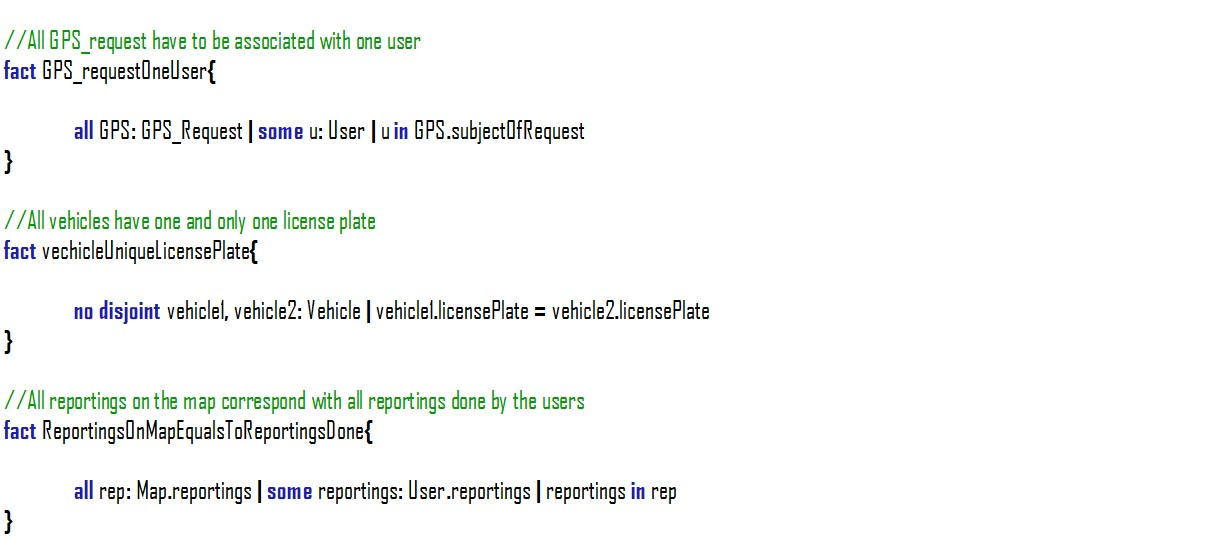 //All GPS_request have to be associated with one user
fact GPS_requestOneUser{
all GPS: GPS_Request | some u: User | u in GPS.subjectOfRequest
}
//All vehicles have one and only one license plate
fact vechicleUniqueLicensePlate{
no disjoint vehicle1, vehicle2: Vehicle | vehicle1.licensePlate = vehicle2.licensePlate
}
//All reportings on the map correspond with all reportings done by the users
fact ReportingsOnMapEqualsToReportingsDone{
all rep: Map.reportings | some reportings: User.reportings | reportings in rep
}